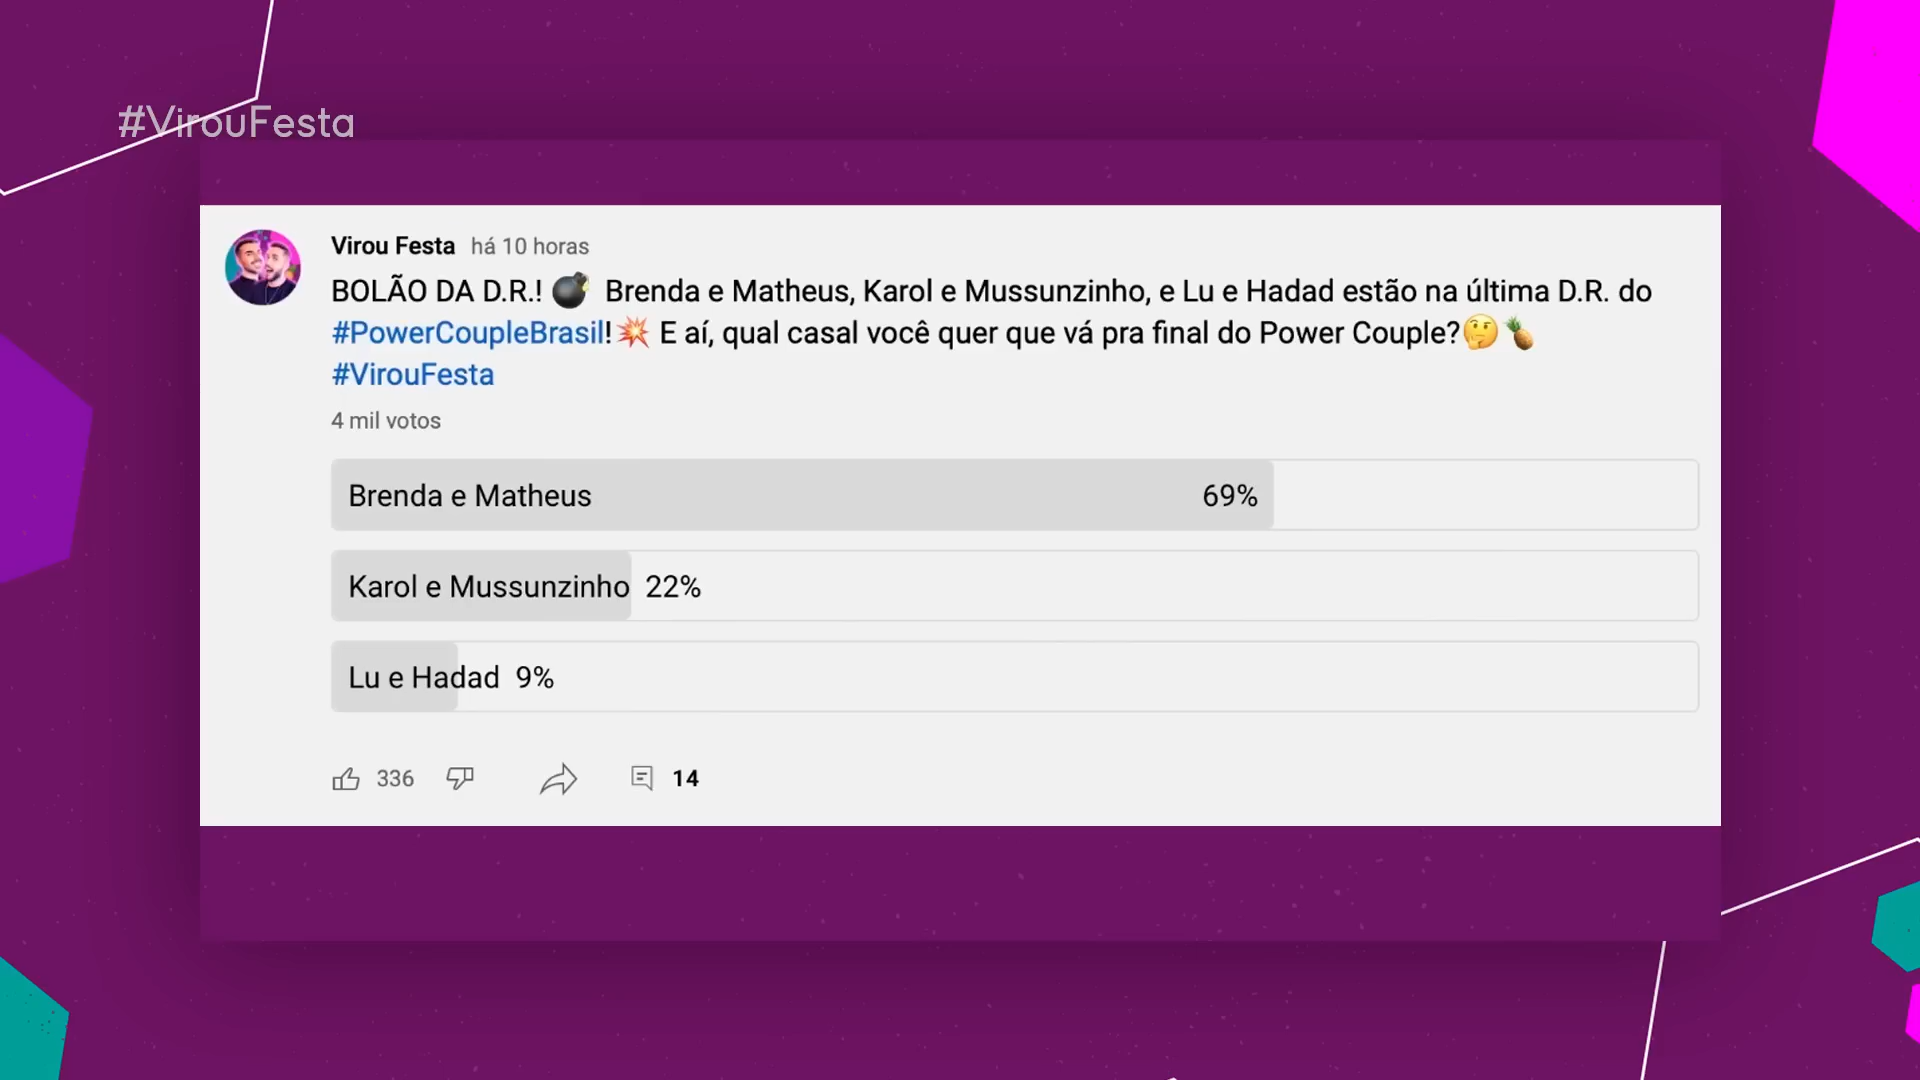 #VirouFesta
Virou Festa há 10 horas
BOLÃO DA D.R.! 💣 Brenda e Matheus, Karol e Mussunzinho, e Lu e Hadad estão na última D.R. do
#PowerCoupleBrasil!💥 E aí, qual casal você quer que vá pra final do Power Couple?🤔🍍
#VirouFesta
4 mil votos
Brenda e Matheus 69%
Karol e Mussunzinho 22%
Lu e Hadad 9%
336 14